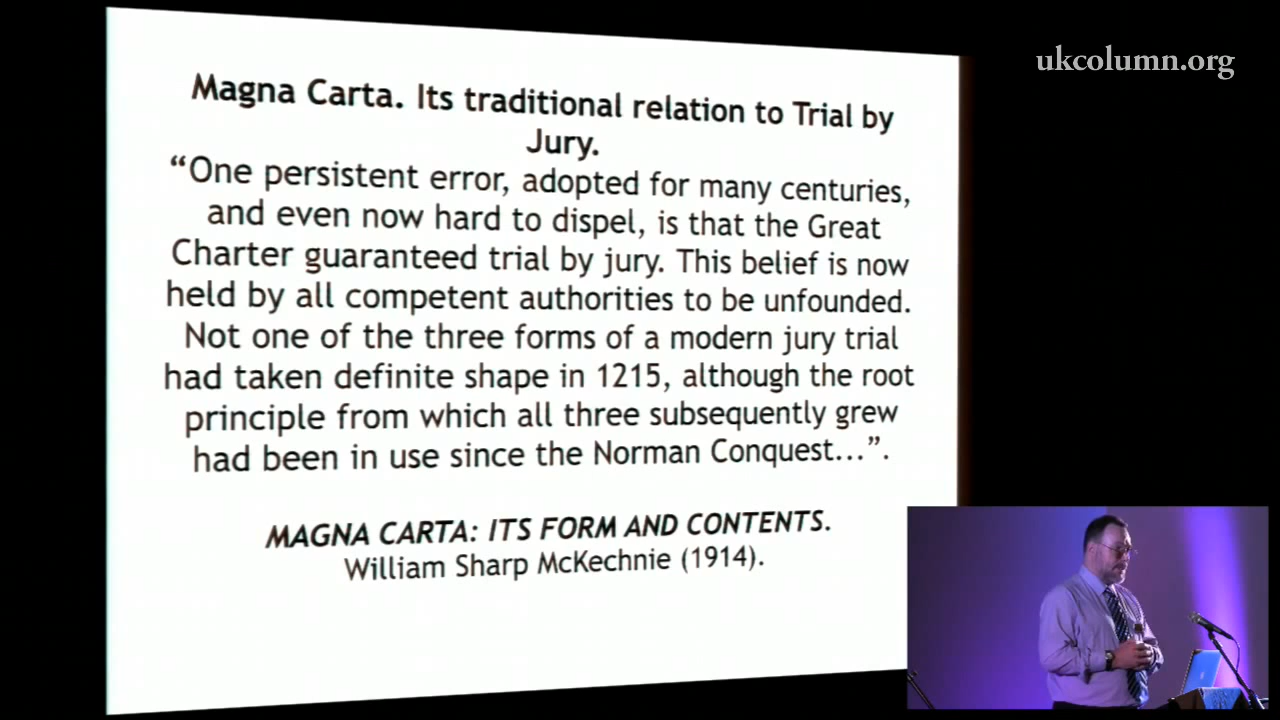 ukcolumn.org
Magna Carta. Its traditional relation to Trial by
Jury.
“One persistent error, adopted for many centuries,
and even now hard to dispel, is that the Great
Charter guaranteed trial by jury. This belief is now
held by all competent authorities to be unfounded.
Not one of the three forms of a modern jury trial
had taken definite shape in 1215, although the root
principle from which all three subsequently grew
had been in use since the Norman Conquest...”.
MAGNA CARTA: ITS FORM AND CONTENTS.
William Sharp McKechnie (1914).